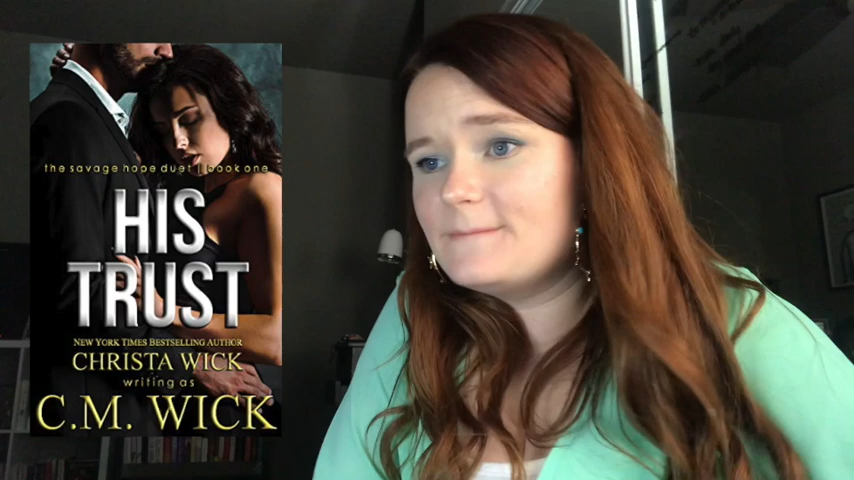 the savage hope duet | book one
HIS
TRUST
NEW YORK TIMES BESTSELLING AUTHOR
CHRISTA WICK
writing as
C.M. WICK